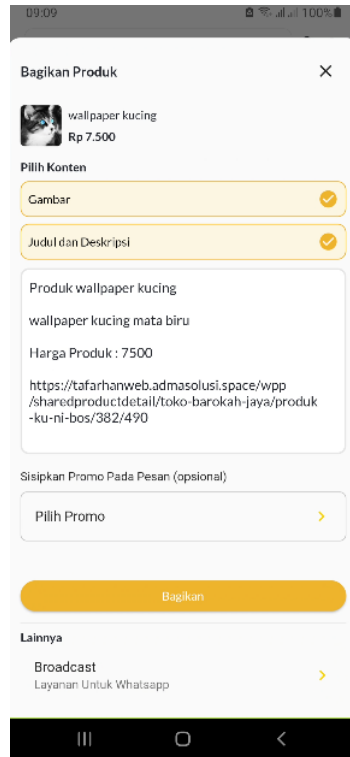 09:09
100%
Bagikan Produk
wallpaper kucing
Rp 7.500
Pilih Konten
Gambar
Judul dan Deskripsi
Produk wallpaper kucing
wallpaper kucing mata biru
Harga Produk : 7500
https://tafarhanweb.admasolusi.space/wpp
/sharedproductdetail/toko-barokah-jaya/produk
-ku-ni-bos/382/490
Sisipkan Promo Pada Pesan (opsional)
Pilih Promo
Bagikan
Lainnya
Broadcast
Layanan Untuk Whatsapp